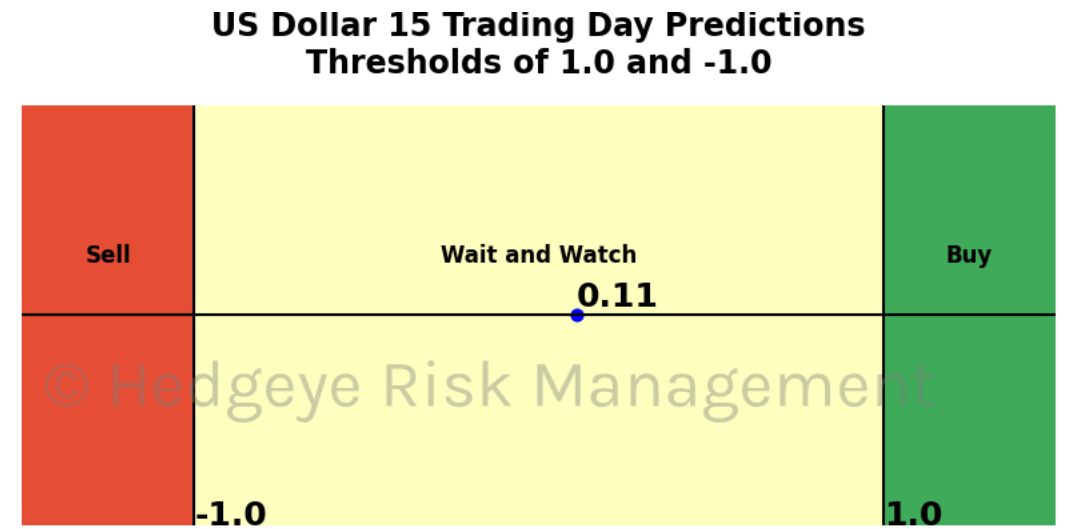 US Dollar 15 Trading Day Predictions
Thresholds of 1.0 and -1.0
Sell
Wait and Watch
Buy
0.11
© Hedgeye Risk Management
-1.0
1.0